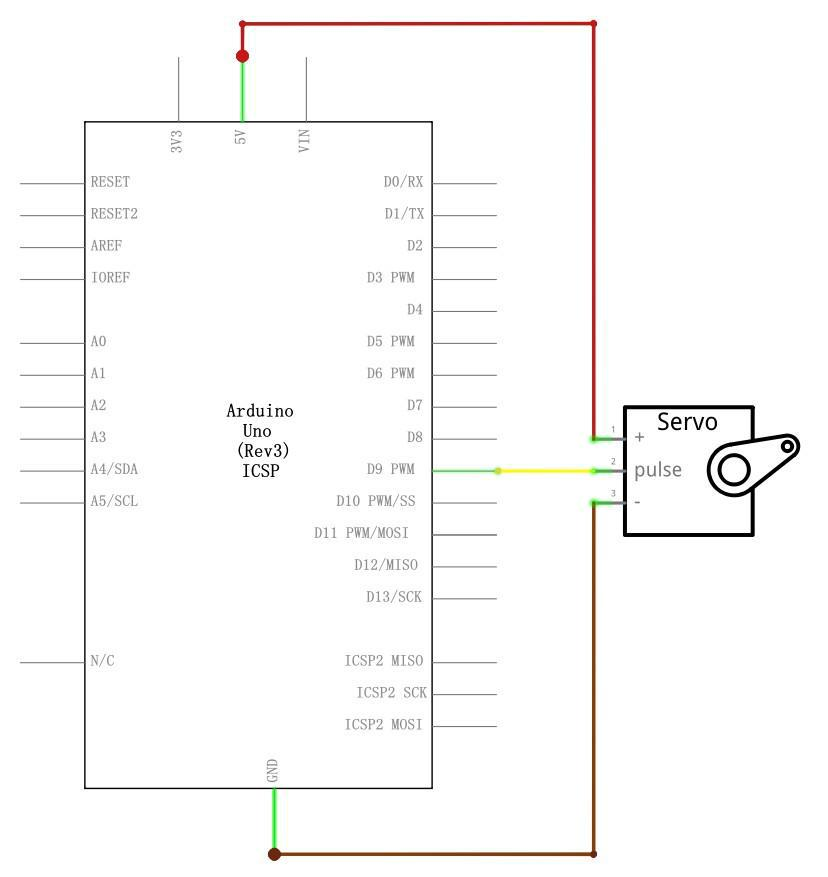 3V3
5V
VIN
RESET
RESET2
AREF
IOREF
A0
A1
A2
A3
A4/SDA
A5/SCL
N/C
Arduino
Uno
(Rev3)
ICSP
D0/RX
D1/TX
D2
D3 PWM
D4
D5 PWM
D6 PWM
D7
D8
D9 PWM
D10 PWM/SS
D11 PWM/MOSI
D12/MISO
D13/SCK
ICSP2 MISO
ICSP2 SCK
ICSP2 MOSI
GND
Servo
1 +
2 pulse
3 -